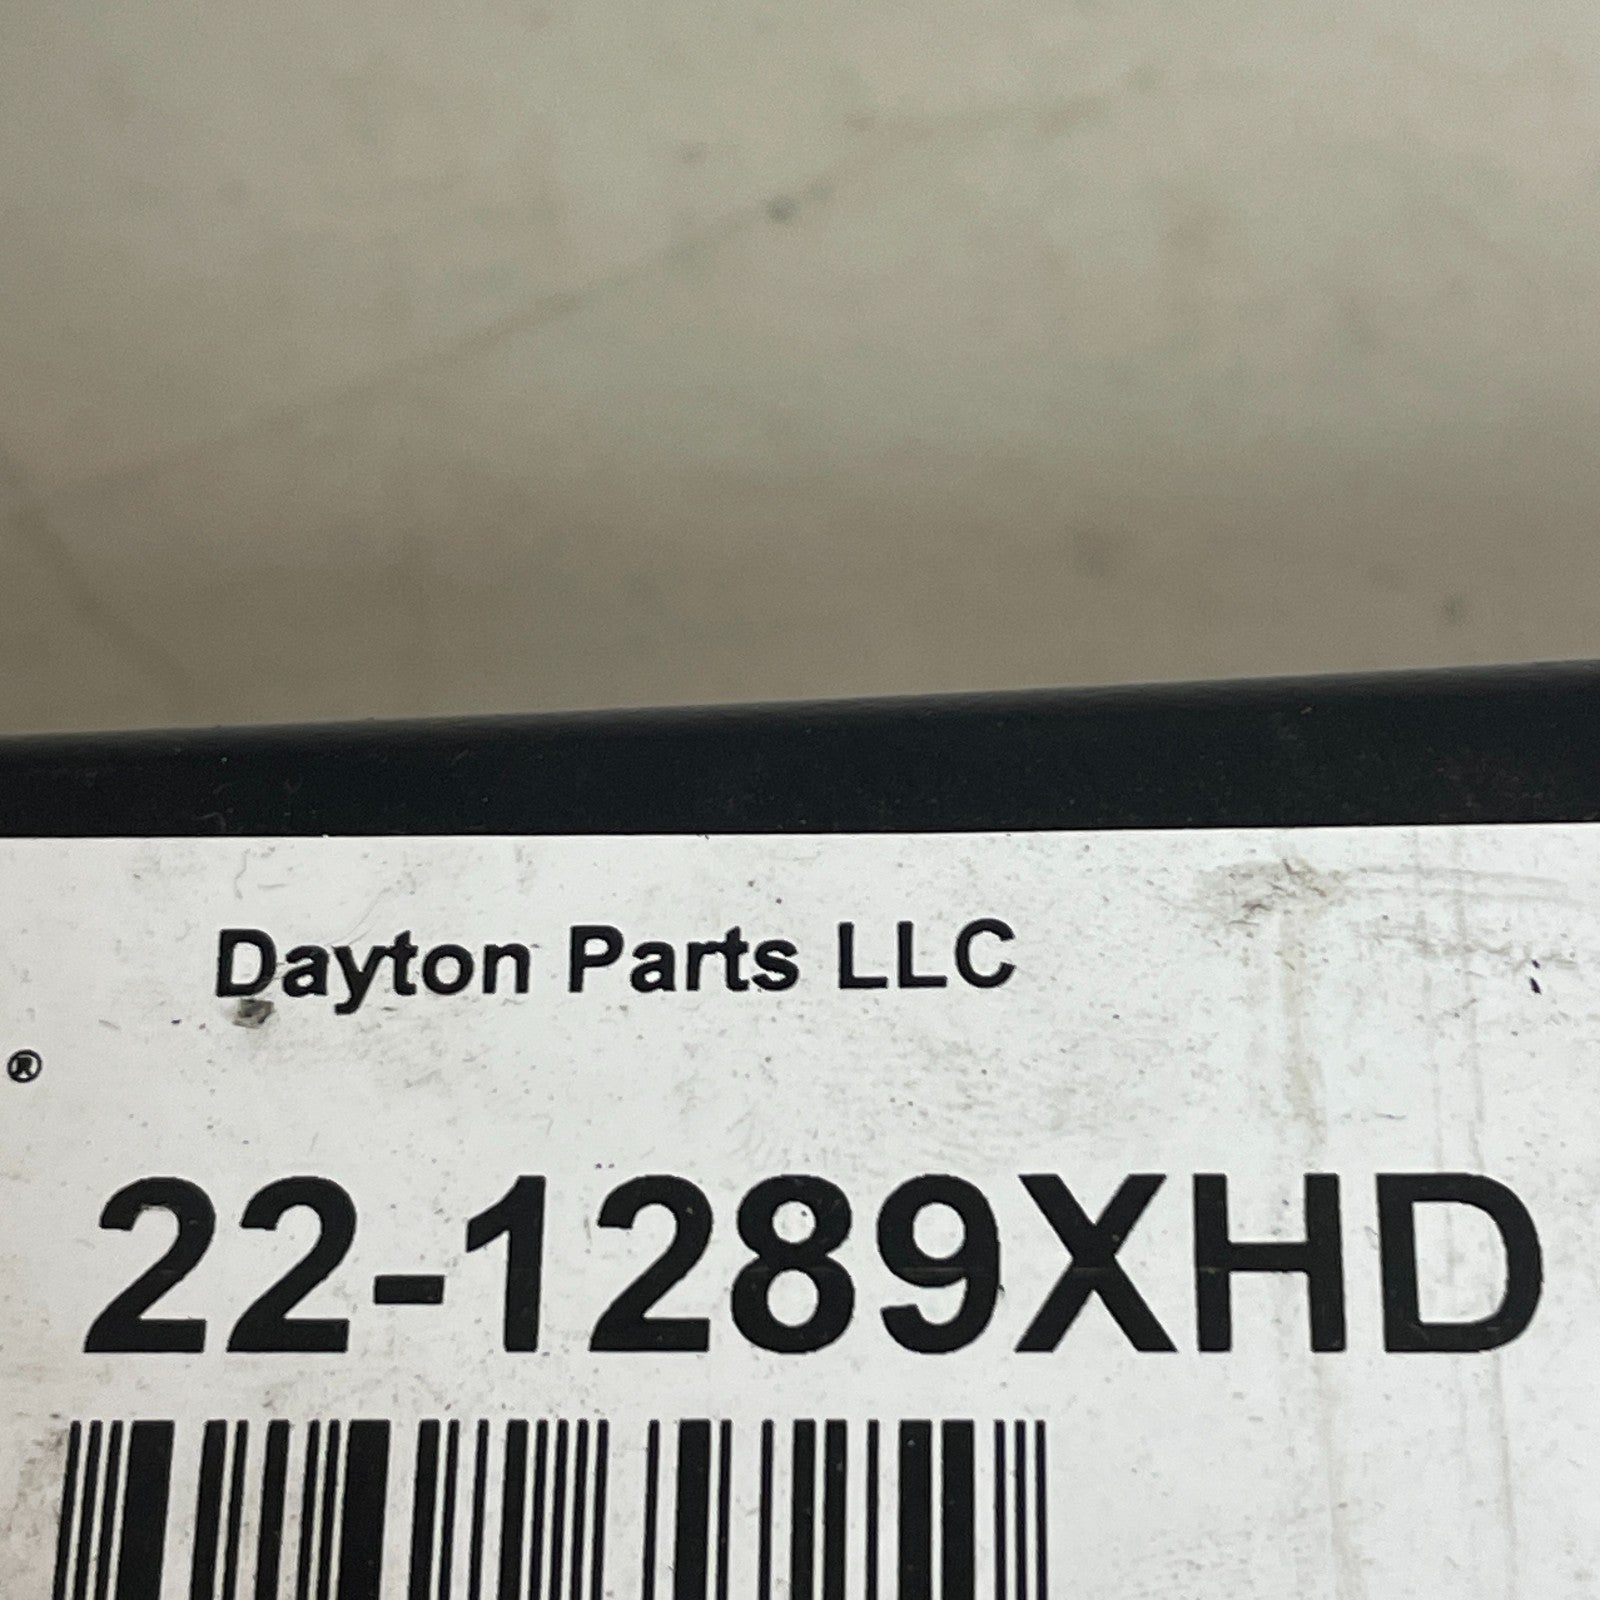 Dayton Parts LLC
®
22-1289XHD